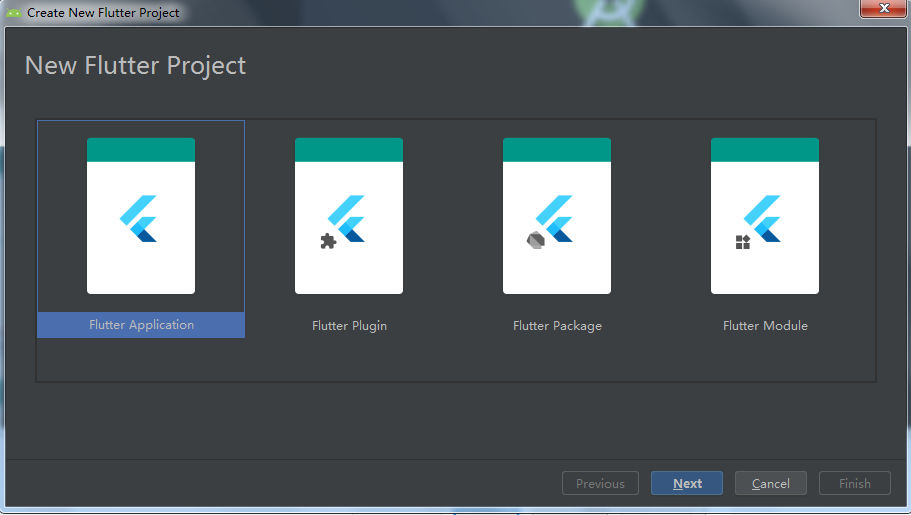 Create New Flutter Project
New Flutter Project
Flutter Application
Flutter Plugin
Flutter Package
Flutter Module
Previous
Next
Cancel
Finish